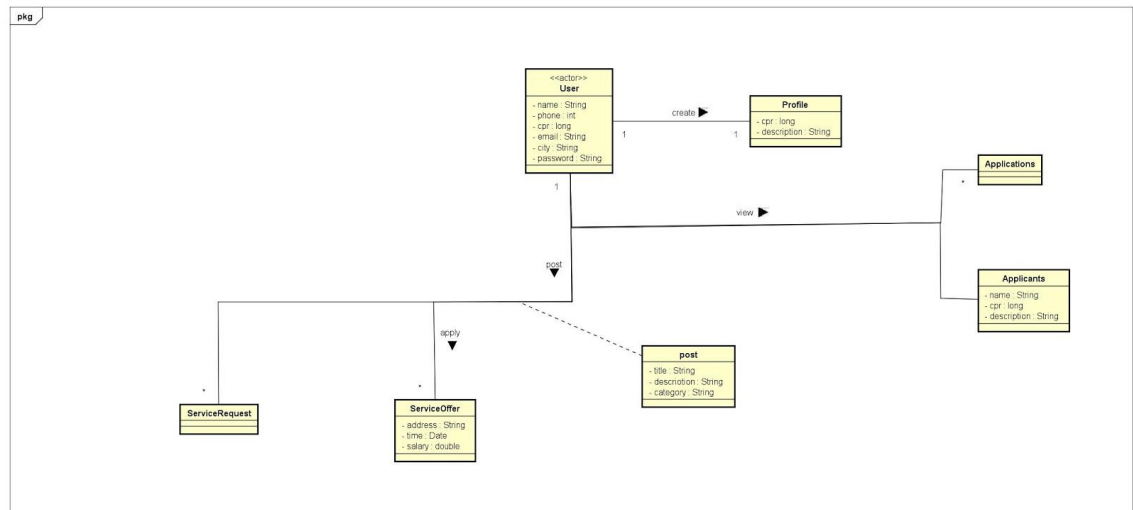 pkg
<<actor>>
User
- name : String
- phone : int
- cpr : long
- email : String
- city : String
- password : String
create
1
1
Profile
- cpr : long
- description : String
1
view
*
Applications
Applicants
- name : String
- cpr : long
- description : String
post
apply
post
- title : String
- description : String
- category : String
*
ServiceRequest
*
ServiceOffer
- address : String
- time : Date
- salary : double